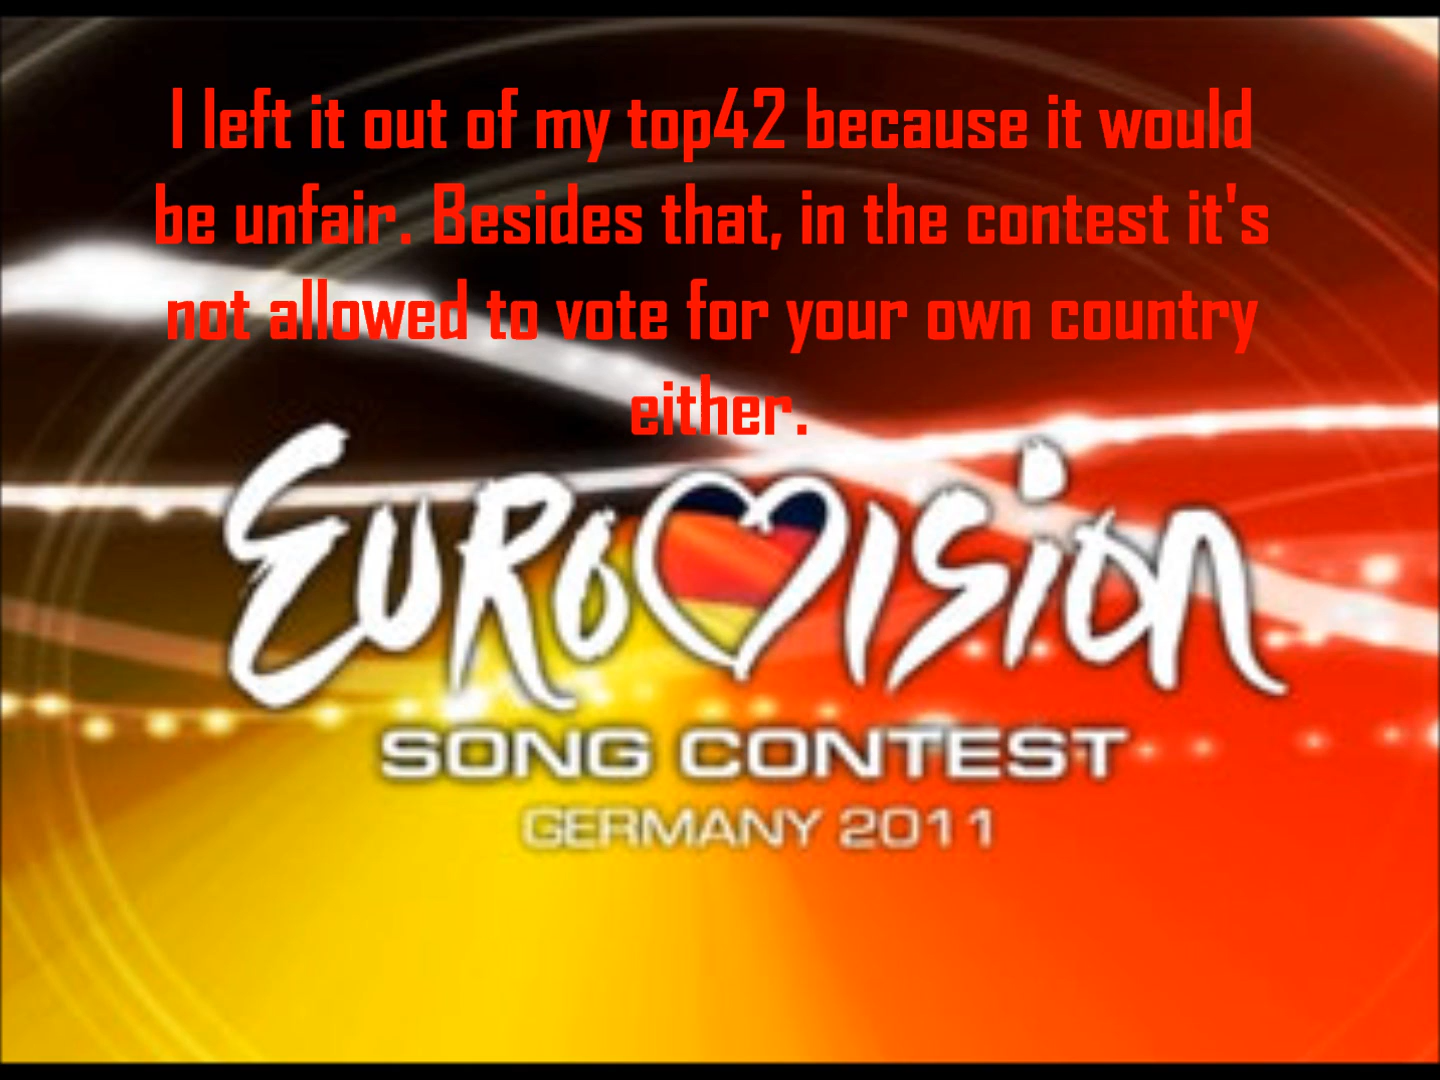 I left it out of my top42 because it would
be unfair. Besides that, in the contest it's
not allowed to vote for your own country
either.
EUROVISION
SONG CONTEST
GERMANY 2011